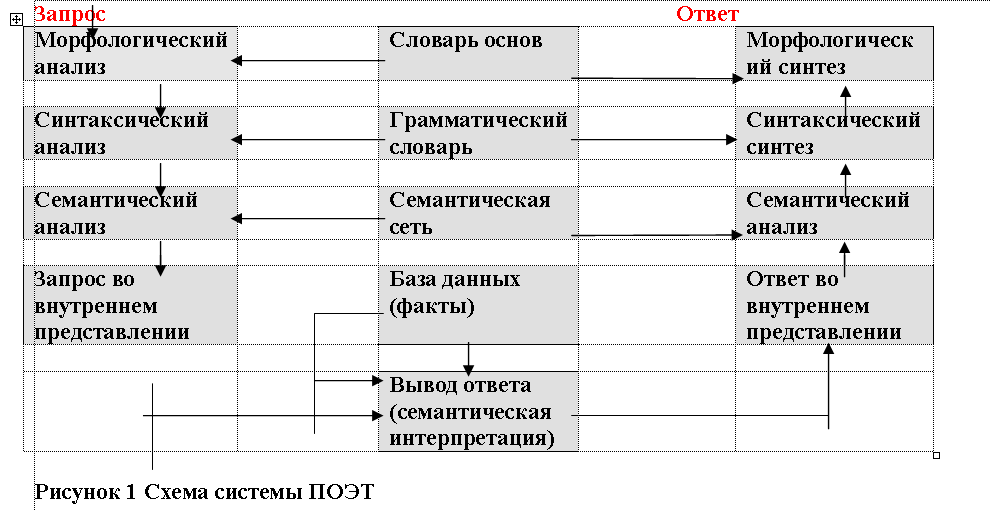 Запрос
Ответ
Морфологический
анализ
Словарь основ
Морфологическ
ий синтез
Синтаксический
анализ
Грамматический
словарь
Синтаксический
синтез
Семантический
анализ
Семантическая
сеть
Семантический
анализ
Запрос во
внутреннем
представлении
База данных
(факты)
Ответ во
внутреннем
представлении
Вывод ответа
(семантическая
интерпретация)
Рисунок 1 Схема системы ПОЭТ